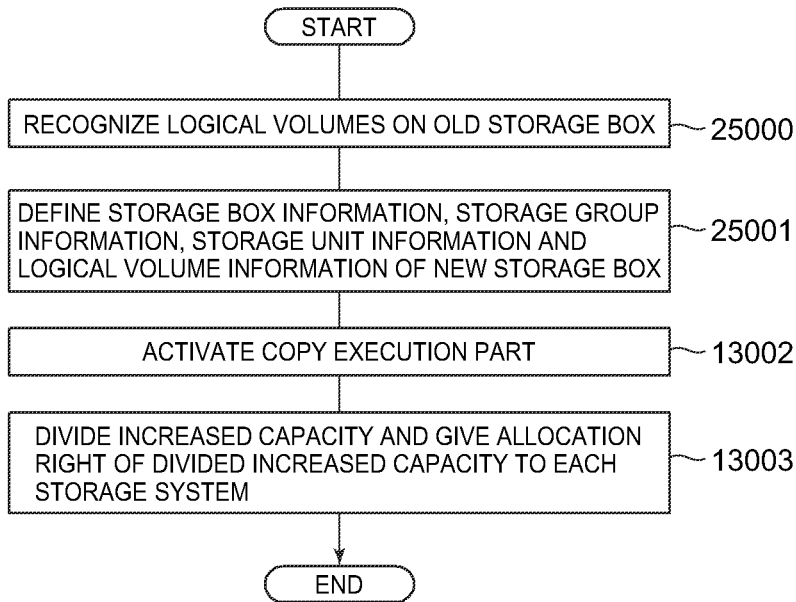 START
RECOGNIZE LOGICAL VOLUMES ON OLD STORAGE BOX
25000
DEFINE STORAGE BOX INFORMATION, STORAGE GROUP
INFORMATION, STORAGE UNIT INFORMATION AND
LOGICAL VOLUME INFORMATION OF NEW STORAGE BOX
25001
ACTIVATE COPY EXECUTION PART
13002
DIVIDE INCREASED CAPACITY AND GIVE ALLOCATION
RIGHT OF DIVIDED INCREASED CAPACITY TO EACH
STORAGE SYSTEM
13003
END